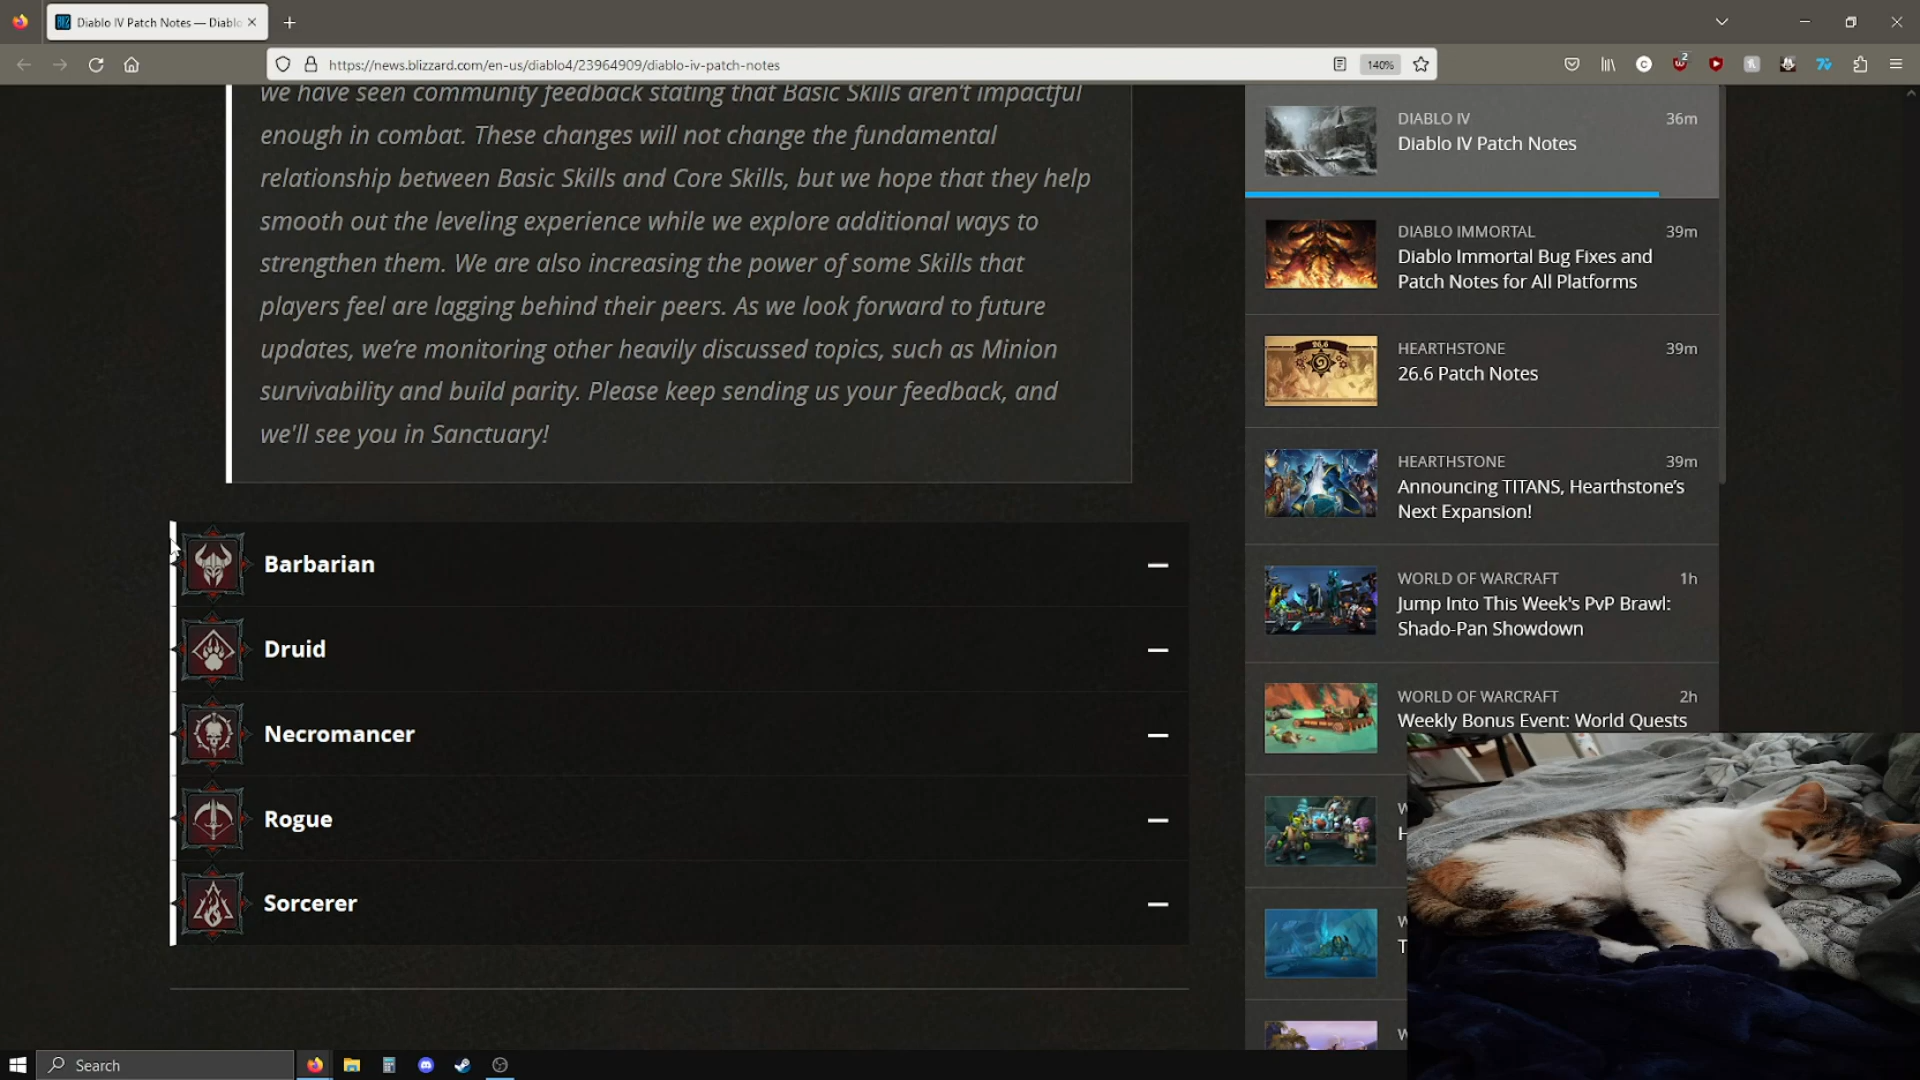 Diablo IV Patch Notes — Diablo
https://news.blizzard.com/en-us/diablo4/23964909/diablo-iv-patch-notes
140%
2
we have seen community feedback stating that Basic Skills aren't impactful
enough in combat. These changes will not change the fundamental
relationship between Basic Skills and Core Skills, but we hope that they help
smooth out the leveling experience while we explore additional ways to
strengthen them. We are also increasing the power of some Skills that
players feel are lagging behind their peers. As we look forward to future
updates, we’re monitoring other heavily discussed topics, such as Minion
survivability and build parity. Please keep sending us your feedback, and
we'll see you in Sanctuary!
Barbarian
Druid
Necromancer
Rogue
Sorcerer
DIABLO IV 36m
Diablo IV Patch Notes
DIABLO IMMORTAL 39m
Diablo Immortal Bug Fixes and
Patch Notes for All Platforms
HEARTHSTONE 39m
26.6 Patch Notes
HEARTHSTONE 39m
Announcing TITANS, Hearthstone’s
Next Expansion!
WORLD OF WARCRAFT 1h
Jump Into This Week's PvP Brawl:
Shado-Pan Showdown
WORLD OF WARCRAFT 2h
Weekly Bonus Event: World Quests
W
H
W
T
W
Search